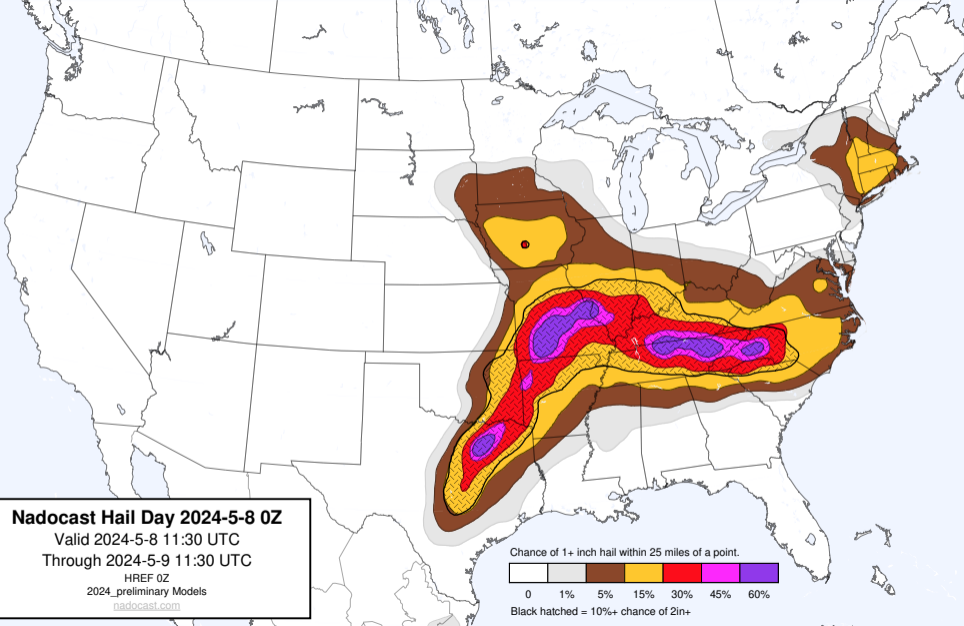 Nadocast Hail Day 2024-5-8 0Z
Valid 2024-5-8 11:30 UTC
Through 2024-5-9 11:30 UTC
HREF 0Z
2024_preliminary Models
nadocast.com
Chance of 1+ inch hail within 25 miles of a point.
0 1% 5% 15% 30% 45% 60%
Black hatched = 10%+ chance of 2in+